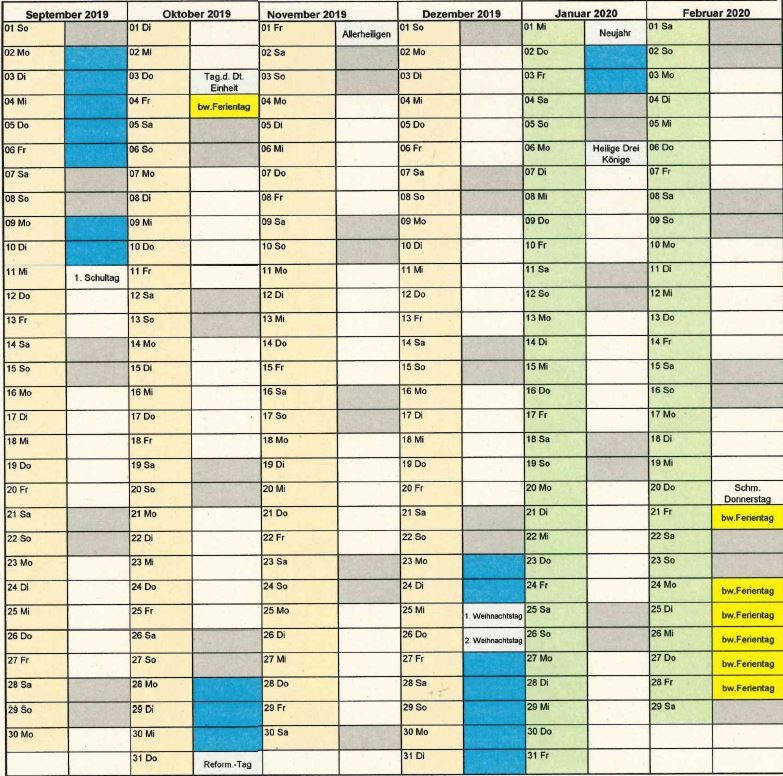 September 2019 Oktober 2019 November 2019 Dezember 2019 Januar 2020 Februar 2020
01 So 01 Di 01 Fr Allerheiligen 01 So 01 Mi Neujahr 01 Sa
02 Mo 02 Mi 02 Sa 02 Mo 02 Do 02 So
03 Di 03 Do Tag.d. Dt. Einheit 03 So 03 Di 03 Fr 03 Mo
04 Mi 04 Fr bw.Ferientag 04 Mo 04 Mi 04 Sa 04 Di
05 Do 05 Sa 05 Di 05 Do 05 So 05 Mi
06 Fr 06 So 06 Mi 06 Fr 06 Mo Heilige Drei Könige 06 Do
07 Sa 07 Mo 07 Do 07 Sa 07 Di 07 Fr
08 So 08 Di 08 Fr 08 So 08 Mi 08 Sa
09 Mo 09 Mi 09 Sa 09 Mo 09 Do 09 So
10 Di 10 Do 10 So 10 Di 10 Fr 10 Mo
11 Mi 1. Schultag 11 Fr 11 Mo 11 Mi 11 Sa 11 Di
12 Do 12 Sa 12 Di 12 Do 12 So 12 Mi
13 Fr 13 So 13 Mi 13 Fr 13 Mo 13 Do
14 Sa 14 Mo 14 Do 14 Sa 14 Di 14 Fr
15 So 15 Di 15 Fr 15 So 15 Mi 15 Sa
16 Mo 16 Mi 16 Sa 16 Mo 16 Do 16 So
17 Di 17 Do 17 So 17 Di 17 Fr 17 Mo
18 Mi 18 Fr 18 Mo 18 Mi 18 Sa 18 Di
19 Do 19 Sa 19 Di 19 Do 19 So 19 Mi
20 Fr 20 So 20 Mi 20 Fr 20 Mo 20 Do Schm. Donnerstag
21 Sa 21 Mo 21 Do 21 Sa 21 Di 21 Fr bw.Ferientag
22 So 22 Di 22 Fr 22 So 22 Mi 22 Sa
23 Mo 23 Mi 23 Sa 23 Mo 23 Do 23 So
24 Di 24 Do 24 So 24 Di 24 Fr 24 Mo bw.Ferientag
25 Mi 25 Fr 25 Mo 25 Mi 1. Weihnachtstag 25 Sa 25 Di bw.Ferientag
26 Do 26 Sa 26 Di 26 Do 2. Weihnachtstag 26 So 26 Mi bw.Ferientag
27 Fr 27 So 27 Mi 27 Fr 27 Mo 27 Do bw.Ferientag
28 Sa 28 Mo 28 Do 28 Sa 28 Di 28 Fr bw.Ferientag
29 So 29 Di 29 Fr 29 So 29 Mi 29 Sa
30 Mo 30 Mi 30 Sa 30 Mo 30 Do
31 Do Reform.-Tag 31 Di 31 Fr